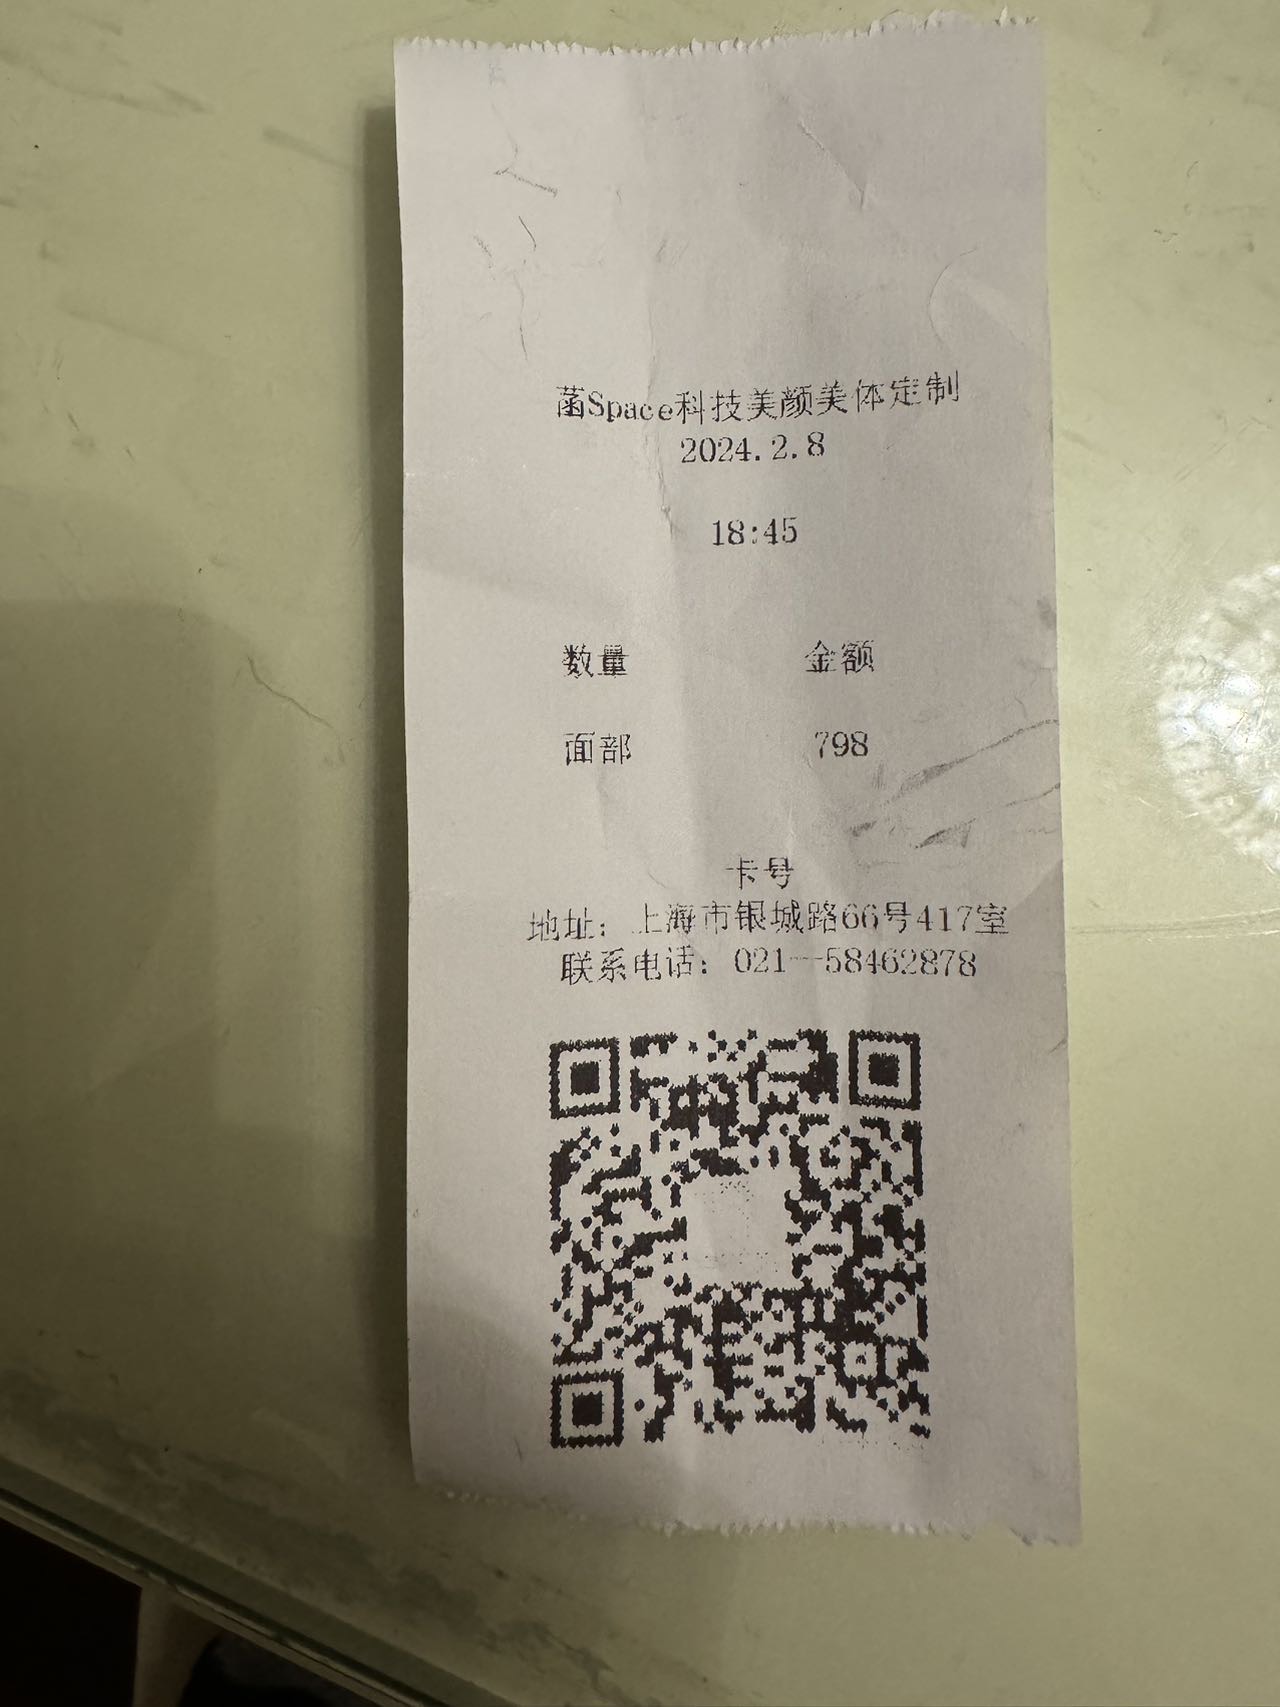 菡Space科技美颜美体定制
2024.2.8
18:45
数量 金额
面部 798
卡号
地址：上海市银城路66号417室
联系电话：021--58462878